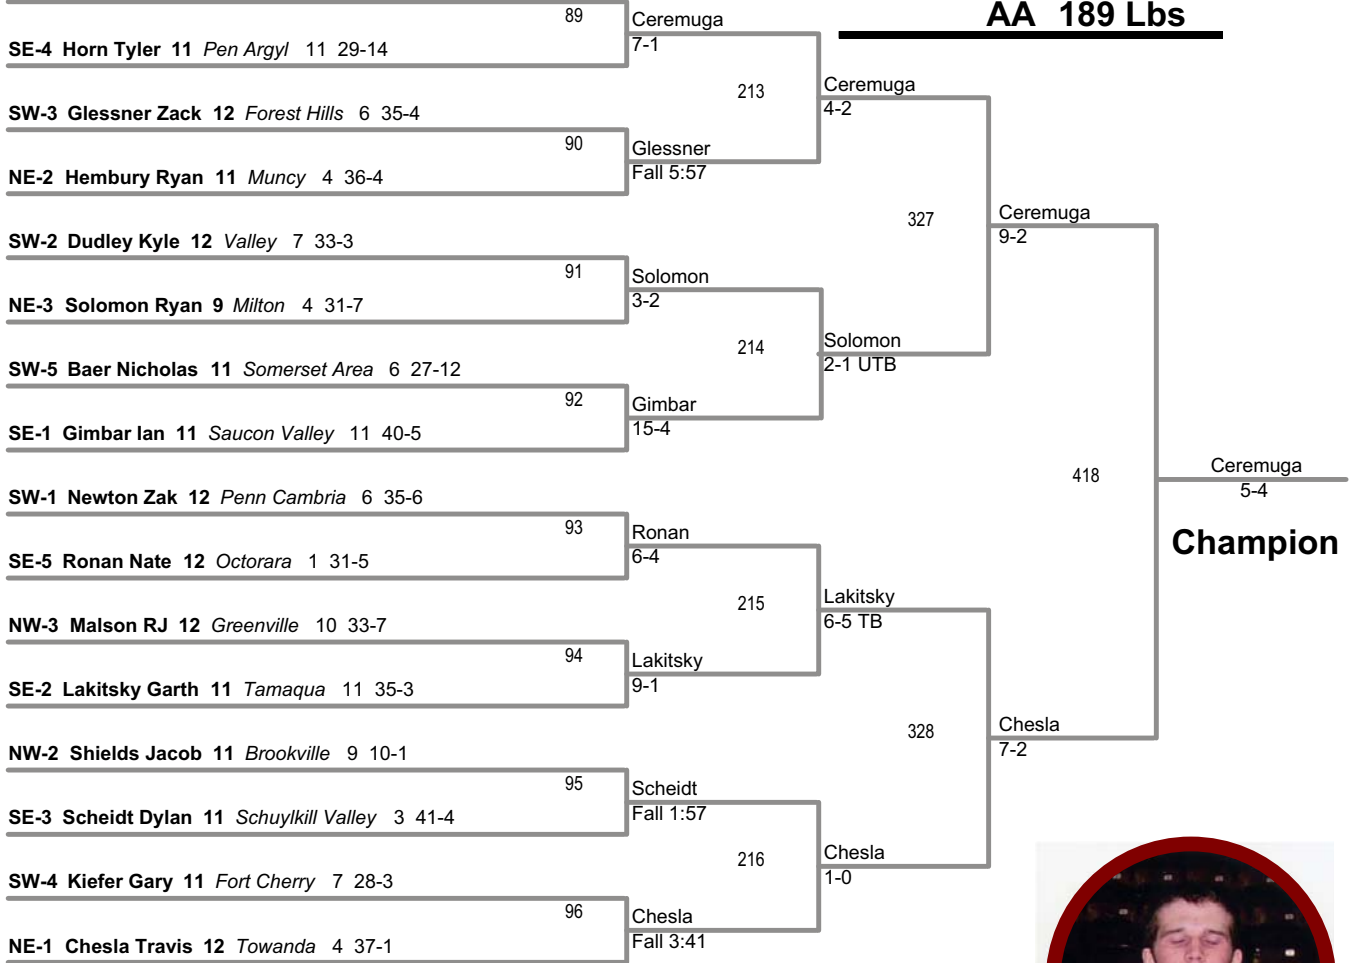 AA 189 Lbs
89
Ceremuga
7-1
SE-4 Horn Tyler 11 Pen Argyl 11 29-14
213
Ceremuga
4-2
SW-3 Glessner Zack 12 Forest Hills 6 35-4
90
Glessner
Fall 5:57
NE-2 Hembury Ryan 11 Muncy 4 36-4
327
Ceremuga
9-2
SW-2 Dudley Kyle 12 Valley 7 33-3
91
Solomon
3-2
NE-3 Solomon Ryan 9 Milton 4 31-7
214
Solomon
2-1 UTB
SW-5 Baer Nicholas 11 Somerset Area 6 27-12
92
Gimbar
15-4
SE-1 Gimbar Ian 11 Saucon Valley 11 40-5
418
Ceremuga
5-4
Champion
SW-1 Newton Zak 12 Penn Cambria 6 35-6
93
Ronan
6-4
SE-5 Ronan Nate 12 Octorara 1 31-5
215
Lakitsky
6-5 TB
NW-3 Malson RJ 12 Greenville 10 33-7
94
Lakitsky
9-1
SE-2 Lakitsky Garth 11 Tamaqua 11 35-3
328
Chesla
7-2
NW-2 Shields Jacob 11 Brookville 9 10-1
95
Scheidt
Fall 1:57
SE-3 Scheidt Dylan 11 Schuylkill Valley 3 41-4
216
Chesla
1-0
SW-4 Kiefer Gary 11 Fort Cherry 7 28-3
96
Chesla
Fall 3:41
NE-1 Chesla Travis 12 Towanda 4 37-1